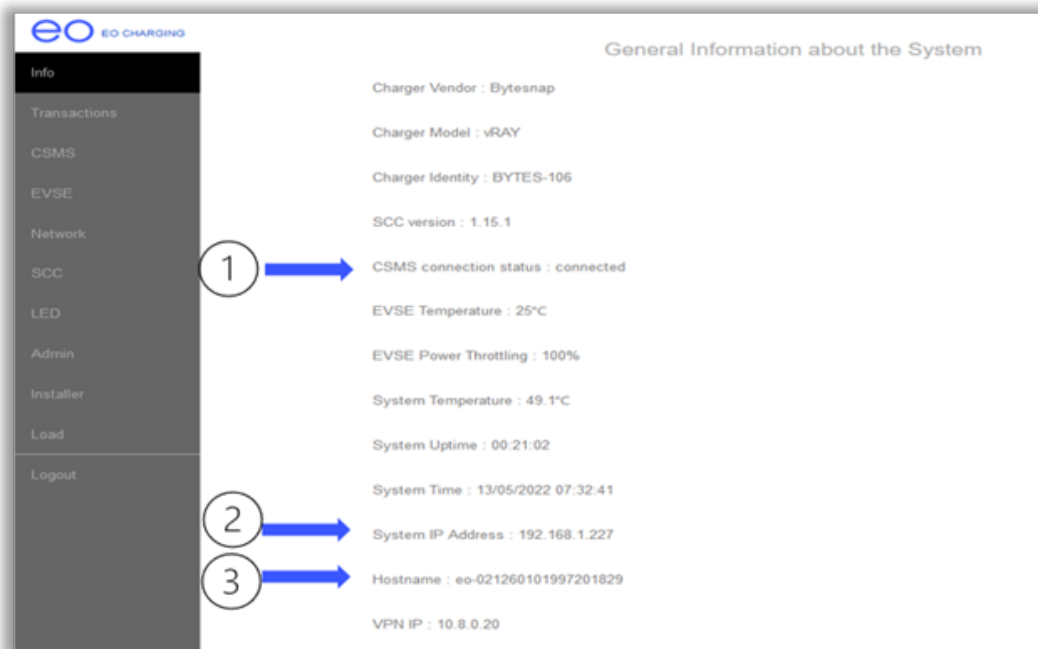 eo EO CHARGING
General Information about the System
Info
Transactions
CSMS
EVSE
Network
SCC
LED
Admin
Installer
Load
Logout
Charger Vendor : Bytesnap
Charger Model : vRAY
Charger Identity : BYTES-106
SCC version : 1.15.1
1
CSMS connection status : connected
EVSE Temperature : 25°C
EVSE Power Throttling : 100%
System Temperature : 49.1°C
System Uptime : 00:21:02
System Time : 13/05/2022 07:32:41
2
System IP Address : 192.168.1.227
3
Hostname : eo-021260101997201829
VPN IP : 10.8.0.20